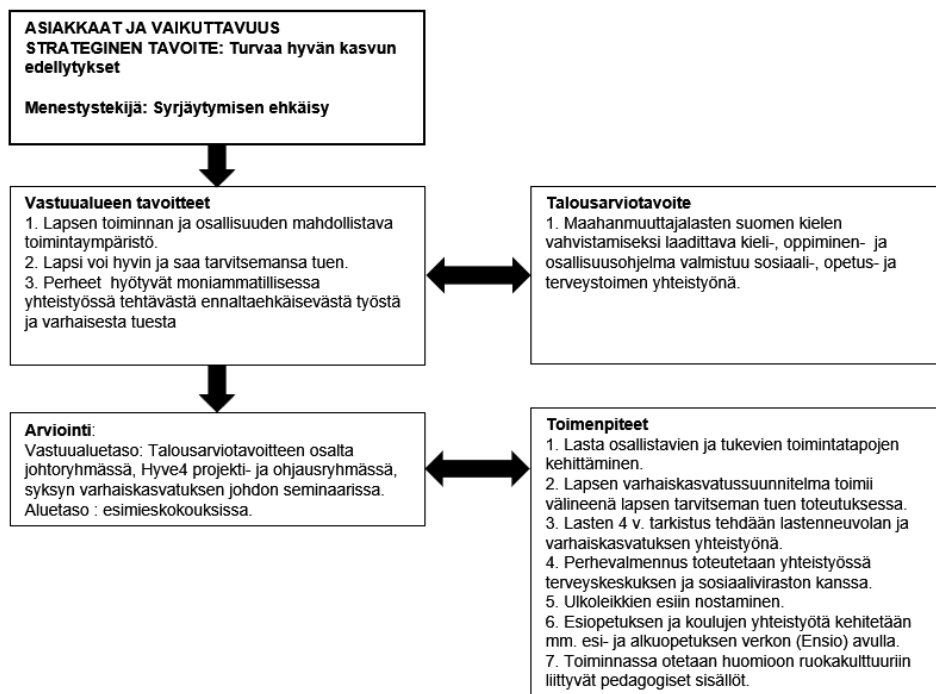 ASIAKKAAT JA VAIKUTTAVUUS
STRATEGINEN TAVOITE: Turvaa hyvän kasvun
edellytykset
Menestystekijä: Syrjäytymisen ehkäisy
Vastuualueen tavoitteet
1. Lapsen toiminnan ja osallisuuden mahdollistava
toimintaympäristö.
2. Lapsi voi hyvin ja saa tarvitsemansa tuen.
3. Perheet hyötyvät moniammatillisessa
yhteistyössä tehtävästä ennaltaehkäisevästä työstä
ja varhaisesta tuesta
Talousarviotavoite
1. Maahanmuuttajalasten suomen kielen
vahvistamiseksi laadittava kieli-, oppiminen- ja
osallisuusohjelma valmistuu sosiaali-, opetus- ja
terveystoimen yhteistyönä.
Arviointi:
Vastuualuetaso: Talousarviotavoitteen osalta
johtoryhmässä, Hyve4 projekti- ja ohjausryhmässä,
syksyn varhaiskasvatuksen johdon seminaarissa.
Aluetaso : esimieskokouksissa.
Toimenpiteet
1. Lasta osallistavien ja tukevien toimintatapojen
kehittäminen.
2. Lapsen varhaiskasvatussuunnitelma toimii
välineenä lapsen tarvitseman tuen toteutuksessa.
3. Lasten 4 v. tarkistus tehdään lastenneuvolan ja
varhaiskasvatuksen yhteistyönä.
4. Perhevalmennus toteutetaan yhteistyössä
terveyskeskuksen ja sosiaaliviraston kanssa.
5. Ulkoleikkien esiin nostaminen.
6. Esiopetuksen ja koulujen yhteistyötä kehitetään
mm. esi- ja alkuopetuksen verkon (Ensio) avulla.
7. Toiminnassa otetaan huomioon ruokakulttuuriin
liittyvät pedagogiset sisällöt.